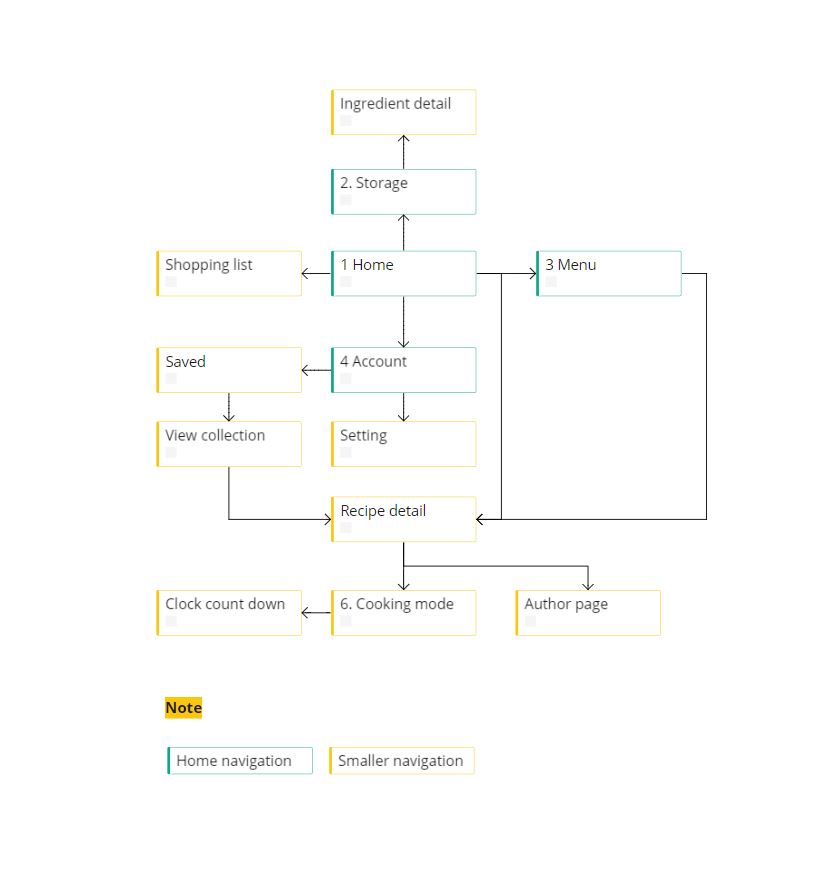 Ingredient detail
2. Storage
Shopping list
1 Home
3 Menu
Saved
4 Account
View collection
Setting
Recipe detail
Clock count down
6. Cooking mode
Author page
Note
Home navigation
Smaller navigation